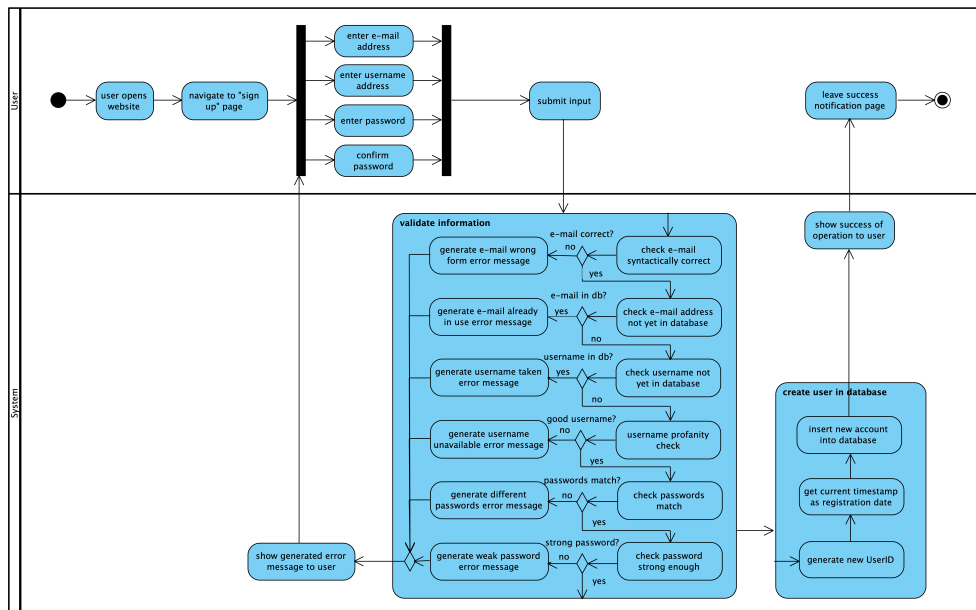 User
user opens
website
navigate to "sign
up" page
enter e-mail
address
enter username
address
enter password
confirm
password
submit input
leave success
notification page
System
validate information
e-mail correct?
check e-mail
syntactically correct
no
yes
generate e-mail wrong
form error message
e-mail in db?
check e-mail address
not yet in database
yes
no
generate e-mail already
in use error message
username in db?
check username not
yet in database
yes
no
generate username taken
error message
good username?
username profanity
check
no
yes
generate username
unavailable error message
passwords match?
check passwords
match
no
yes
generate different
passwords error message
strong password?
check password
strong enough
no
yes
generate weak password
error message
show generated error
message to user
create user in database
generate new UserID
get current timestamp
as registration date
insert new account
into database
show success of
operation to user